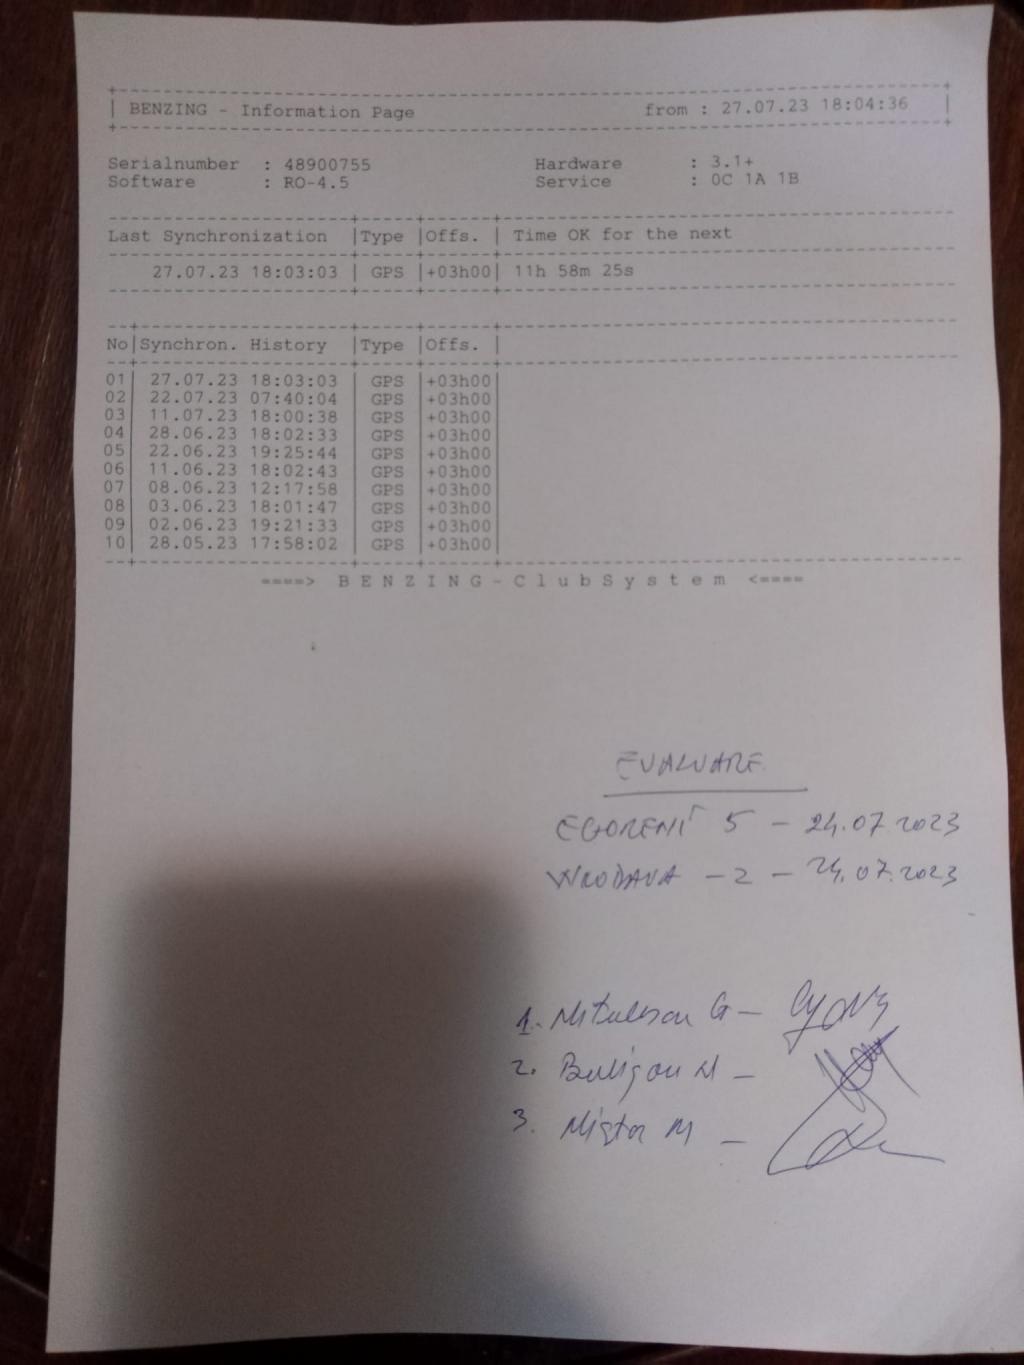 BENZING - Information Page from : 27.07.23 18:04:36
Serialnumber : 48900755 Hardware : 3.1+
Software : RO-4.5 Service : 0C 1A 1B
Last Synchronization |Type |Offs. | Time OK for the next
27.07.23 18:03:03 | GPS |+03h00| 11h 58m 25s
No|Synchron. History |Type |Offs. |
01| 27.07.23 18:03:03 | GPS |+03h00|
02| 22.07.23 07:40:04 | GPS |+03h00|
03| 11.07.23 18:00:38 | GPS |+03h00|
04| 28.06.23 18:02:33 | GPS |+03h00|
05| 22.06.23 19:25:44 | GPS |+03h00|
06| 11.06.23 18:02:43 | GPS |+03h00|
07| 08.06.23 12:17:58 | GPS |+03h00|
08| 03.06.23 18:01:47 | GPS |+03h00|
09| 02.06.23 19:21:33 | GPS |+03h00|
10| 28.05.23 17:58:02 | GPS |+03h00|
====> B E N Z I N G - C l u b S y s t e m <====
EVALUARE
5 - 24.07.2023
- 2 - 24.07.2023
1. G -
2. M -
3. M -